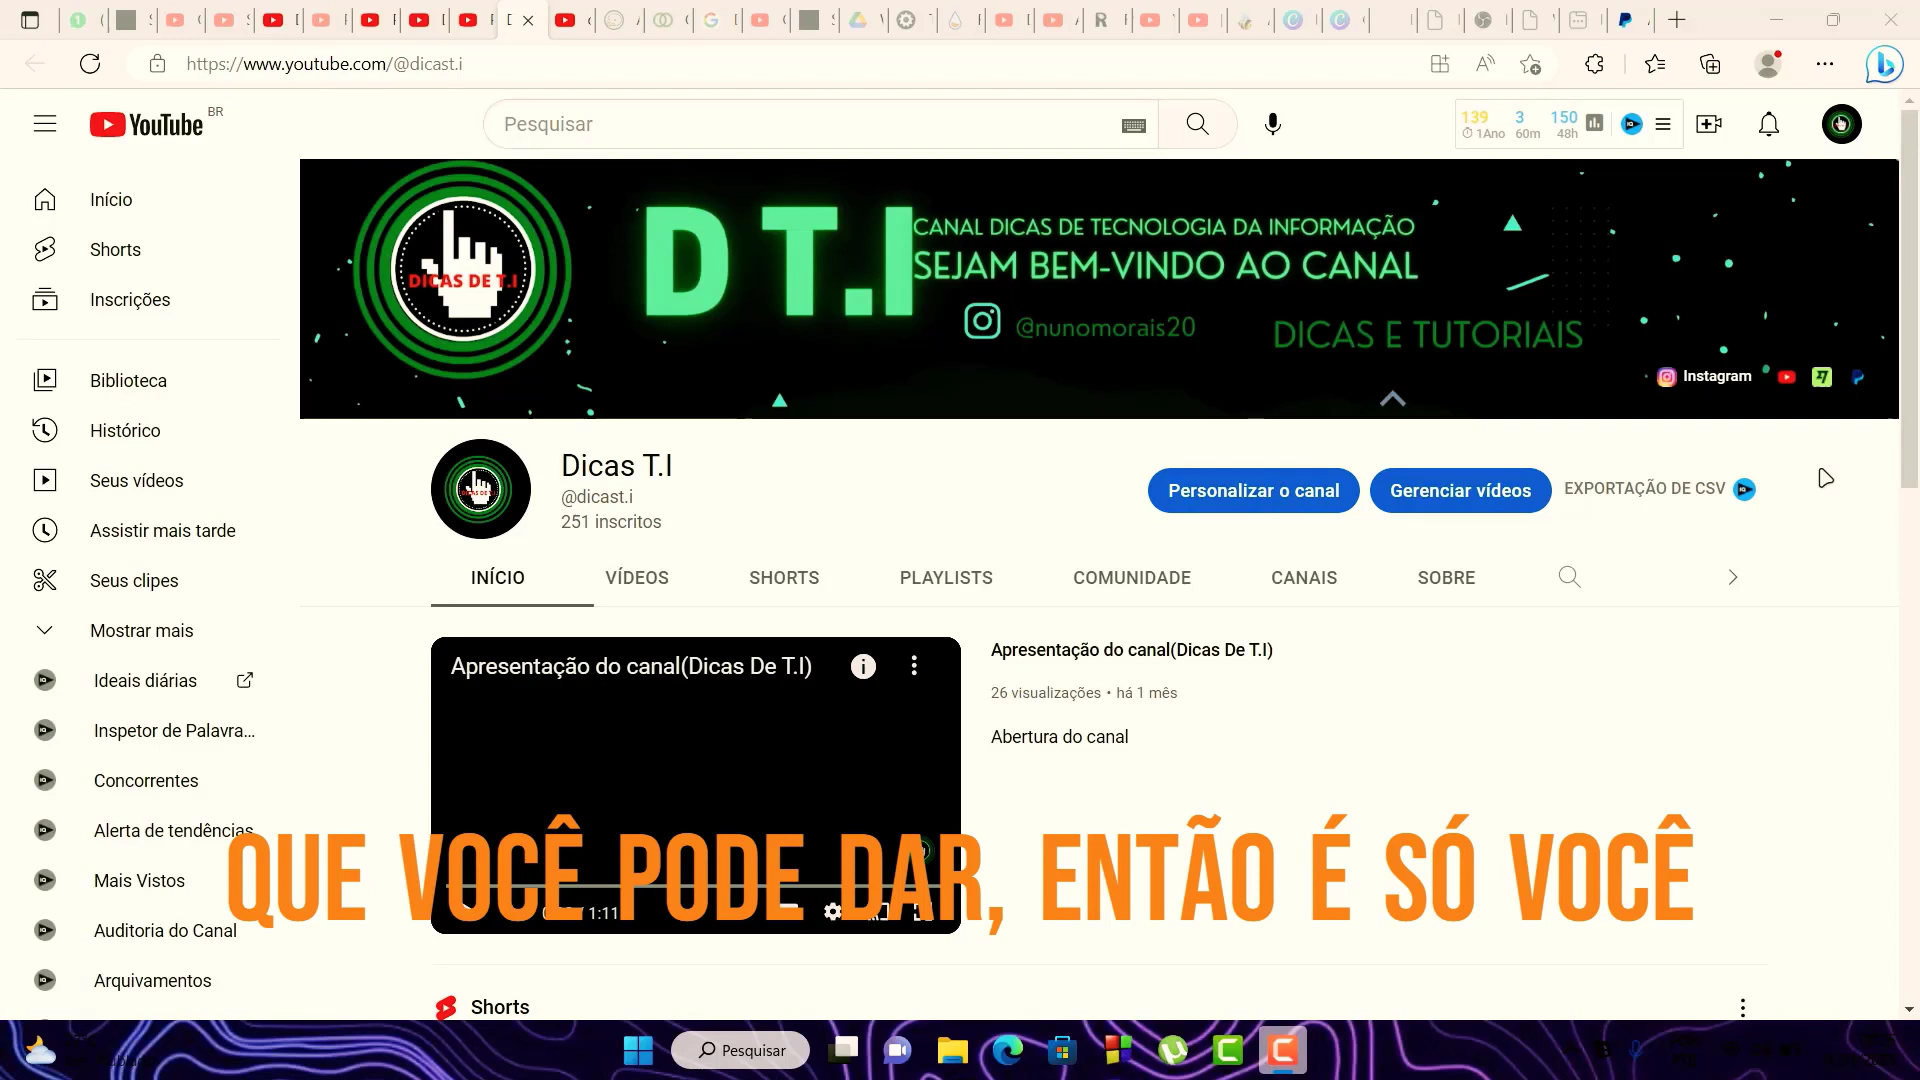 https://www.youtube.com/@dicast.i
YouTube BR
Pesquisar
139 3 150
1Ano 60m 48h
Início
Shorts
Inscrições
Biblioteca
Histórico
Seus vídeos
Assistir mais tarde
Seus clipes
Mostrar mais
Ideais diárias
Inspetor de Palavra...
Concorrentes
Alerta de tendências
Mais Vistos
Auditoria do Canal
Arquivamentos
DICAS DE T.I
D T.I
CANAL DICAS DE TECNOLOGIA DA INFORMAÇÃO
SEJAM BEM-VINDO AO CANAL
@nunomorais20
DICAS E TUTORIAIS
Instagram
Dicas T.I
@dicast.i
251 inscritos
Personalizar o canal
Gerenciar vídeos
EXPORTAÇÃO DE CSV
INÍCIO VÍDEOS SHORTS PLAYLISTS COMUNIDADE CANAIS SOBRE
Apresentação do canal(Dicas De T.I)
Apresentação do canal(Dicas De T.I)
26 visualizações • há 1 mês
Abertura do canal
QUE VOCÊ PODE DAR, ENTÃO É SÓ VOCÊ
/ 1:11
Shorts
Pesquisar